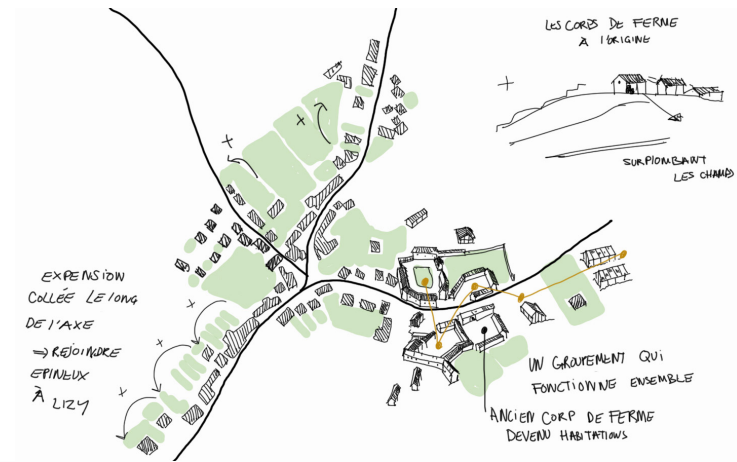 LES CORPS DE FERME
À L'ORIGINE
SURPLOMBANT
LES CHAMPS
EXPENSION
COLLÉE LE LONG
DE L'AXE
⇒ REJOINDRE
EPINEUX
À LIZY
UN GROUPEMENT QUI
FONCTIONNE ENSEMBLE
ANCIEN CORP DE FERME
DEVENU HABITATIONS